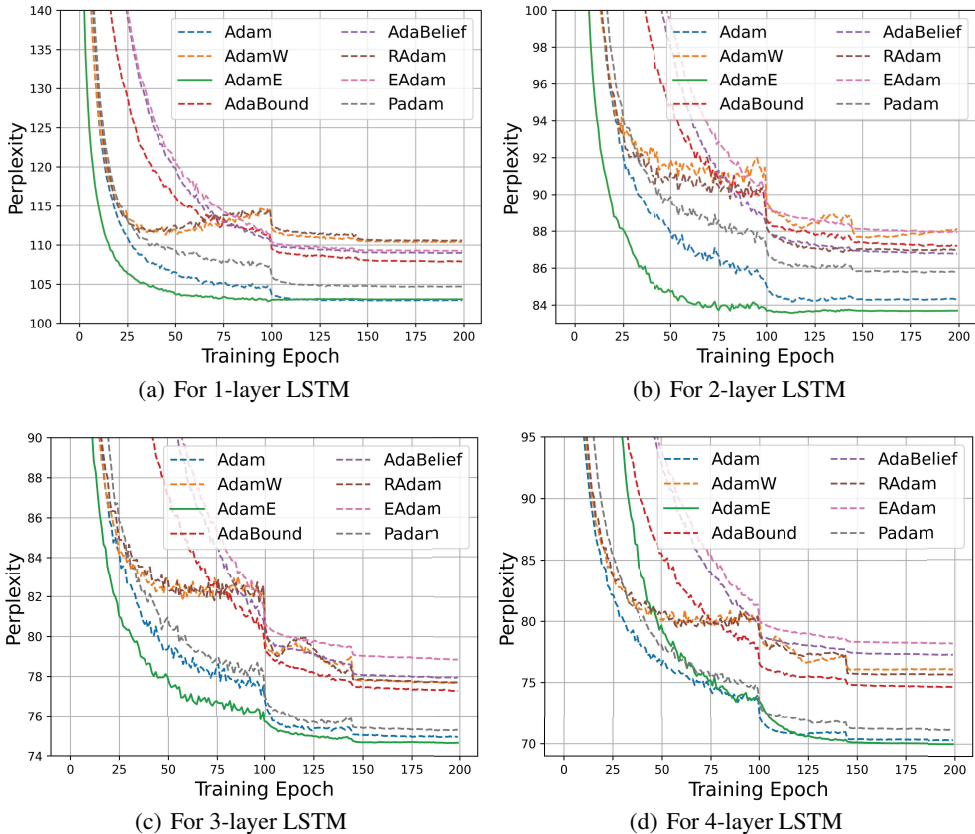 140
135
130
125
120
115
110
105
100
Perplexity
Adam
AdamW
AdamE
AdaBound
AdaBelief
RAdam
EAdam
Padam
0 25 50 75 100 125 150 175 200
Training Epoch
(a) For 1-layer LSTM
100
98
96
94
92
90
88
86
84
Perplexity
Adam
AdamW
AdamE
AdaBound
AdaBelief
RAdam
EAdam
Padam
0 25 50 75 100 125 150 175 200
Training Epoch
(b) For 2-layer LSTM
90
88
86
84
82
80
78
76
74
Perplexity
Adam
AdamW
AdamE
AdaBound
AdaBelief
RAdam
EAdam
Padam
0 25 50 75 100 125 150 175 200
Training Epoch
(c) For 3-layer LSTM
95
90
85
80
75
70
Perplexity
Adam
AdamW
AdamE
AdaBound
AdaBelief
RAdam
EAdam
Padam
0 25 50 75 100 125 150 175 200
Training Epoch
(d) For 4-layer LSTM